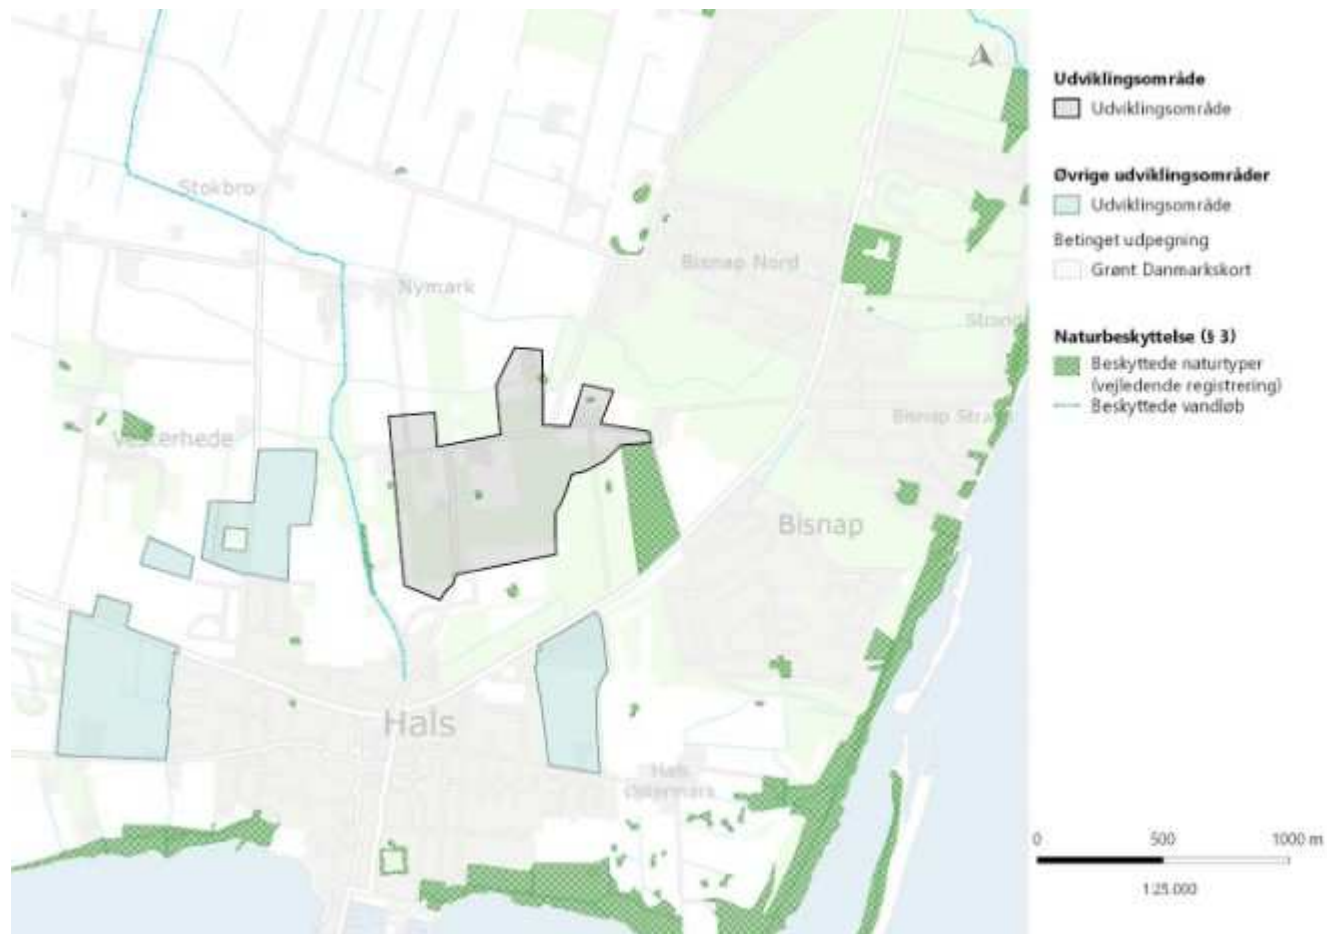 Stokbro
Nymark
Bisnap Nord
Strand
Bisnap Strand
Vesterhede
Bisnap
Hals
Hals
Østermark
Udviklingsområde
Udviklingsområde
Øvrige udviklingsområder
Udviklingsområde
Betinget udpegning
Grønt Danmarkskort
Naturbeskyttelse (§ 3)
Beskyttede naturtyper
(vejledende registrering)
Beskyttede vandløb
0 500 1000 m
1:25.000